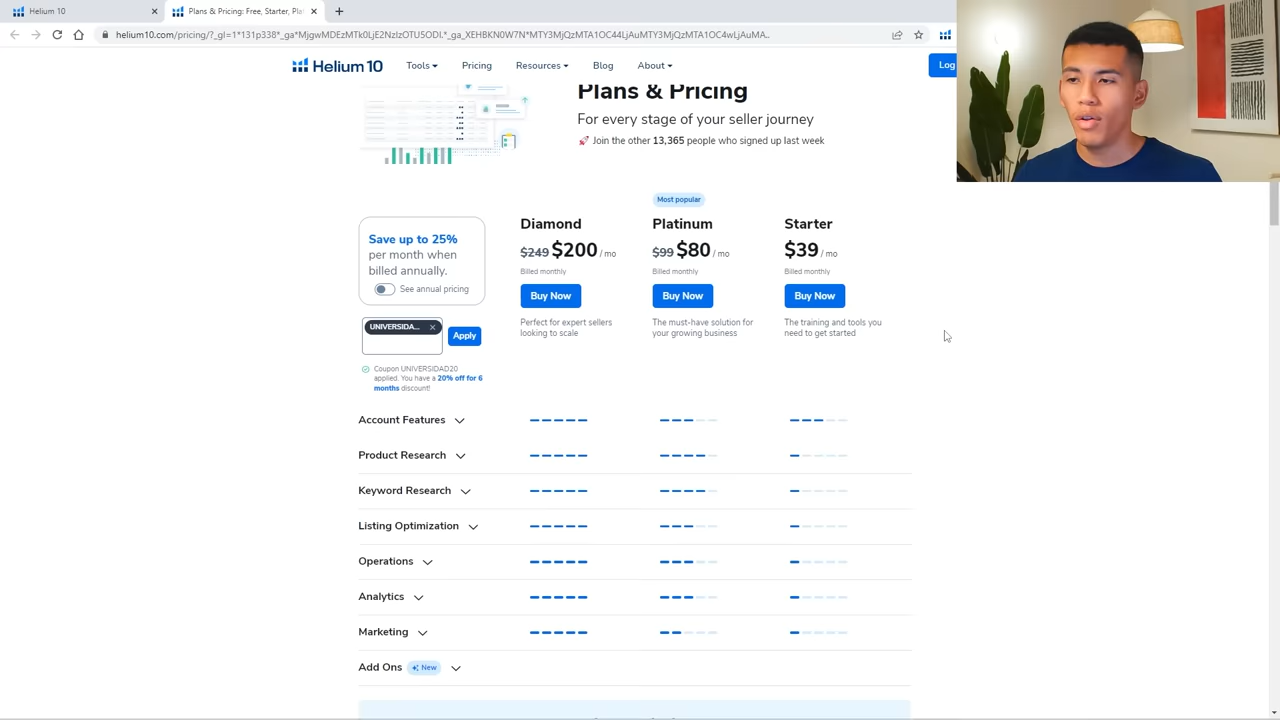 Helium 10
Plans & Pricing: Free, Starter, Pla
helium10.com/pricing/?_gl=1*131p338*_ga*MjgwMDEzMTk0LjE2NzIzOTU5ODI.*_ga_XEHBKN0W7N*MTY3MjQzMTA1OC44LjAuMTY3MjQzMTA1OC4wLjAuMA..
Helium 10
Tools
Pricing
Resources
Blog
About
Log
Plans & Pricing
For every stage of your seller journey
🚀 Join the other 13,365 people who signed up last week
Most popular
Save up to 25%
per month when
billed annually.
See annual pricing
UNIVERSIDA...
Apply
Coupon UNIVERSIDAD20
applied. You have a 20% off for 6
months discount!
Diamond
$249 $200 / mo
Billed monthly
Buy Now
Perfect for expert sellers
looking to scale
Platinum
$99 $80 / mo
Billed monthly
Buy Now
The must-have solution for
your growing business
Starter
$39 / mo
Billed monthly
Buy Now
The training and tools you
need to get started
Account Features
Product Research
Keyword Research
Listing Optimization
Operations
Analytics
Marketing
Add Ons New